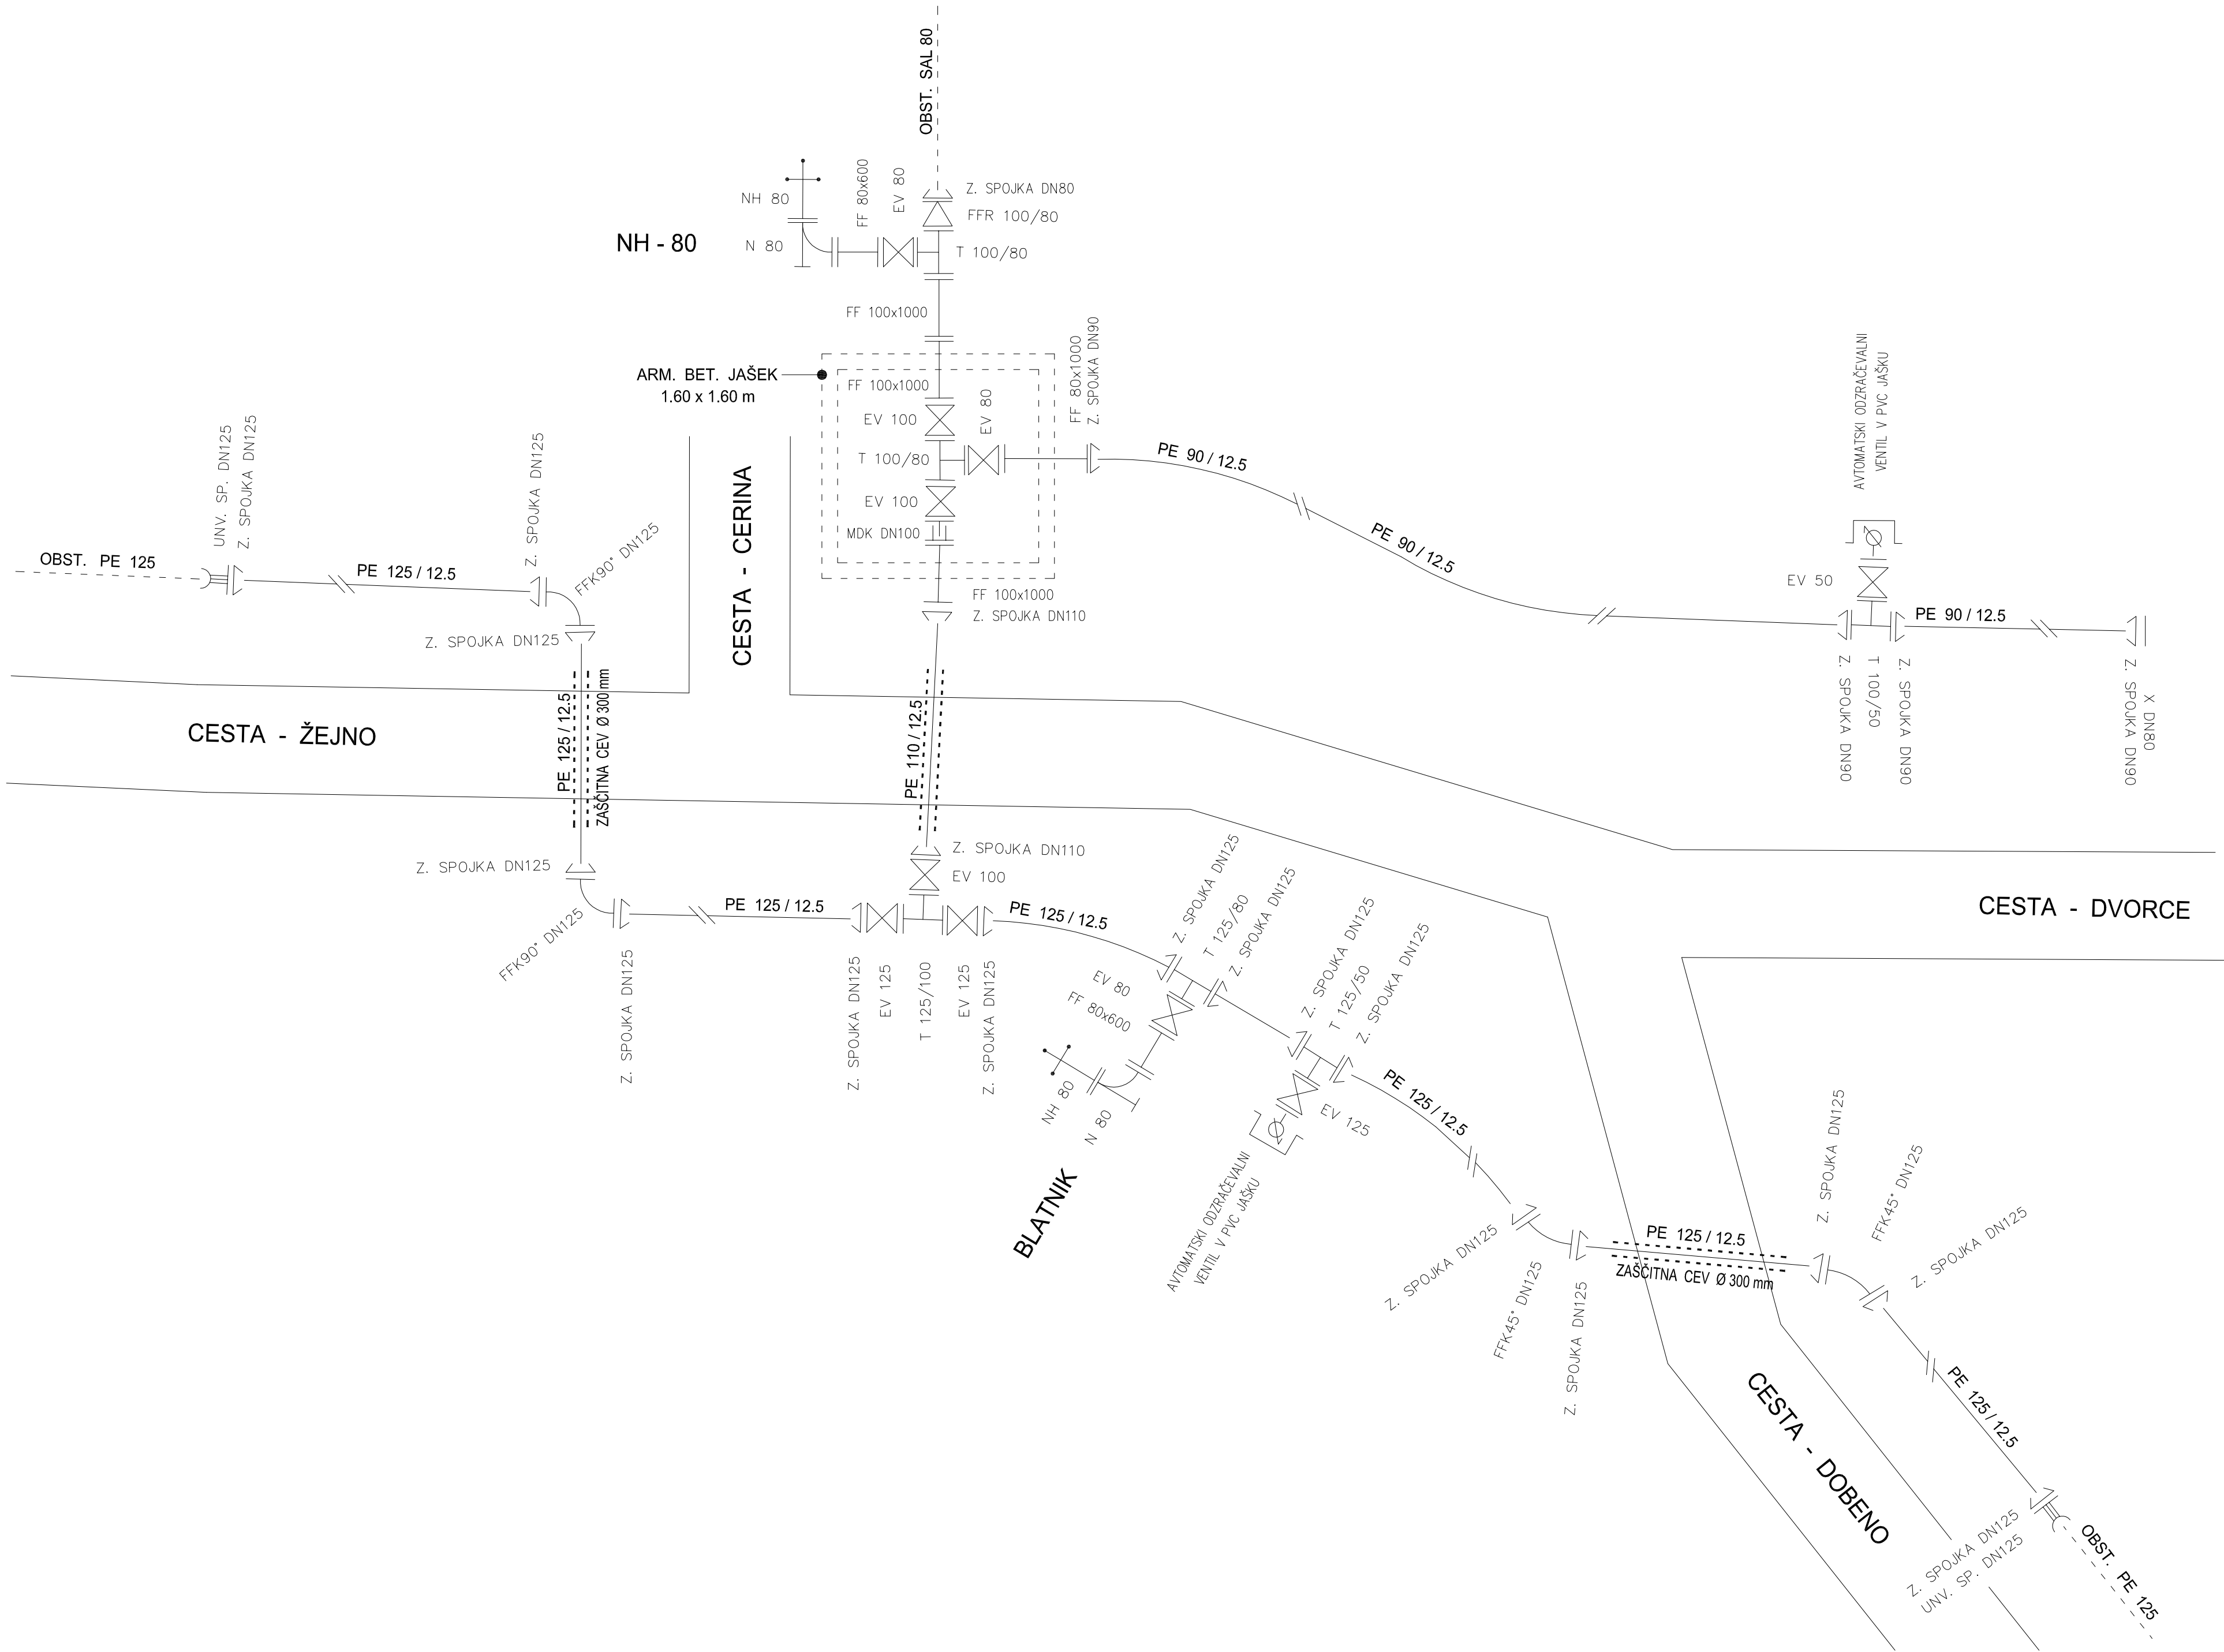 OBST. SAL 80
NH 80
FF 80x600
EV 80
Z. SPOJKA DN80
FFR 100/80
NH - 80
N 80
T 100/80
FF 100x1000
ARM. BET. JAŠEK
1.60 x 1.60 m
FF 100x1000
EV 100
EV 80
T 100/80
EV 100
MDK DN100
FF 80x1000
Z. SPOJKA DN90
FF 100x1000
Z. SPOJKA DN110
PE 90 / 12.5
PE 90 / 12.5
AVTOMATSKI ODZRAČEVALNI
VENTIL V PVC JAŠKU
EV 50
PE 90 / 12.5
Z. SPOJKA DN90
T 100/50
Z. SPOJKA DN90
X DN80
Z. SPOJKA DN90
OBST. PE 125
UNV. SP. DN125
Z. SPOJKA DN125
PE 125 / 12.5
Z. SPOJKA DN125
FFK90° DN125
Z. SPOJKA DN125
CESTA - CERINA
CESTA - ŽEJNO
PE 125 / 12.5
ZAŠČITNA CEV Ø 300 mm
PE 110 / 12.5
Z. SPOJKA DN125
FFK90° DN125
Z. SPOJKA DN125
PE 125 / 12.5
Z. SPOJKA DN110
EV 100
Z. SPOJKA DN125
EV 125
T 125/100
EV 125
Z. SPOJKA DN125
PE 125 / 12.5
Z. SPOJKA DN125
T 125/80
Z. SPOJKA DN125
EV 80
FF 80x600
NH 80
N 80
BLATNIK
Z. SPOJKA DN125
T 125/50
Z. SPOJKA DN125
EV 125
AVTOMATSKI ODZRAČEVALNI
VENTIL V PVC JAŠKU
PE 125 / 12.5
CESTA - DVORCE
Z. SPOJKA DN125
FFK45° DN125
Z. SPOJKA DN125
PE 125 / 12.5
ZAŠČITNA CEV Ø 300 mm
Z. SPOJKA DN125
FFK45° DN125
Z. SPOJKA DN125
PE 125 / 12.5
CESTA - DOBENO
Z. SPOJKA DN125
UNV. SP. DN125
OBST. PE 125